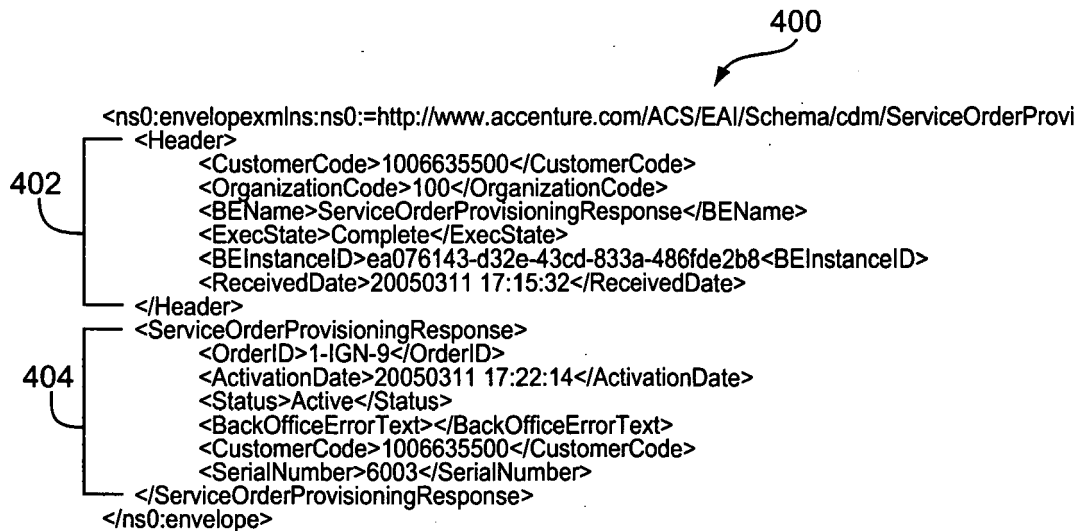 400
<ns0:envelopexmlns:ns0:=http://www.accenture.com/ACS/EAI/Schema/cdm/ServiceOrderProvi
<Header>
<CustomerCode>1006635500</CustomerCode>
<OrganizationCode>100</OrganizationCode>
402
<BEName>ServiceOrderProvisioningResponse</BEName>
<ExecState>Complete</ExecState>
<BEInstanceID>ea076143-d32e-43cd-833a-486fde2b8<BEInstanceID>
<ReceivedDate>20050311 17:15:32</ReceivedDate>
</Header>
<ServiceOrderProvisioningResponse>
<OrderID>1-IGN-9</OrderID>
404
<ActivationDate>20050311 17:22:14</ActivationDate>
<Status>Active</Status>
<BackOfficeErrorText></BackOfficeErrorText>
<CustomerCode>1006635500</CustomerCode>
<SerialNumber>6003</SerialNumber>
</ServiceOrderProvisioningResponse>
</ns0:envelope>